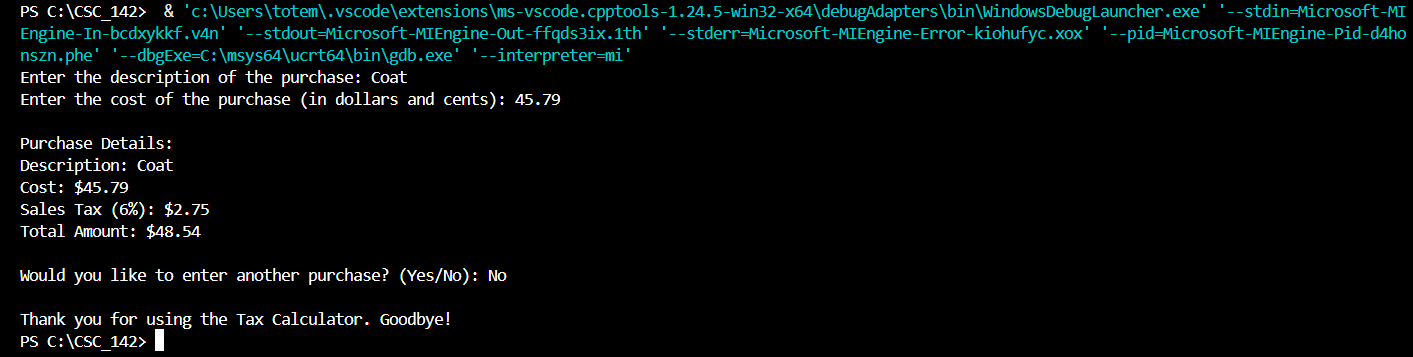 PS C:\CSC_142>  & 'c:\Users\totem\.vscode\extensions\ms-vscode.cpptools-1.24.5-win32-x64\debugAdapters\bin\WindowsDebugLauncher.exe' '--stdin=Microsoft-MI
Engine-In-bcdxykkf.v4n' '--stdout=Microsoft-MIEngine-Out-ffqds3ix.1th' '--stderr=Microsoft-MIEngine-Error-kiohufyc.xox' '--pid=Microsoft-MIEngine-Pid-d4ho
nszn.phe' '--dbgExe=C:\msys64\ucrt64\bin\gdb.exe' '--interpreter=mi'
Enter the description of the purchase: Coat
Enter the cost of the purchase (in dollars and cents): 45.79
Purchase Details:
Description: Coat
Cost: $45.79
Sales Tax (6%): $2.75
Total Amount: $48.54
Would you like to enter another purchase? (Yes/No): No
Thank you for using the Tax Calculator. Goodbye!
PS C:\CSC_142>